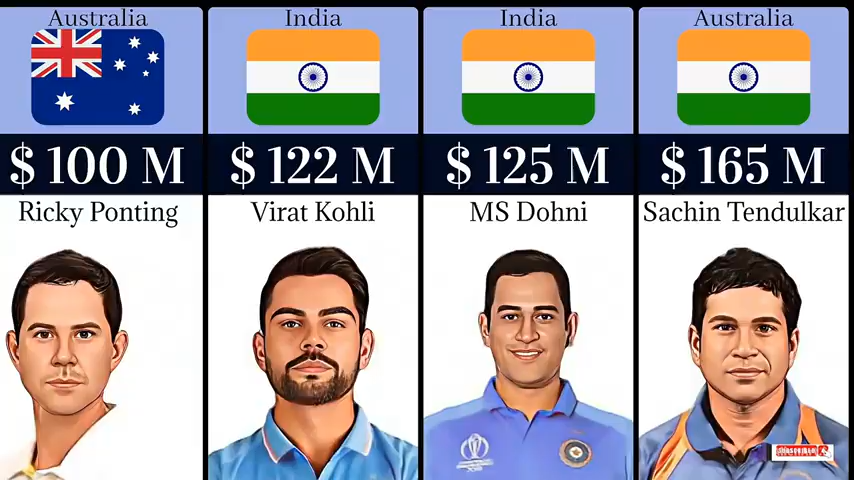 Australia
India
India
Australia
$ 100 M
$ 122 M
$ 125 M
$ 165 M
Ricky Ponting
Virat Kohli
MS Dohni
Sachin Tendulkar